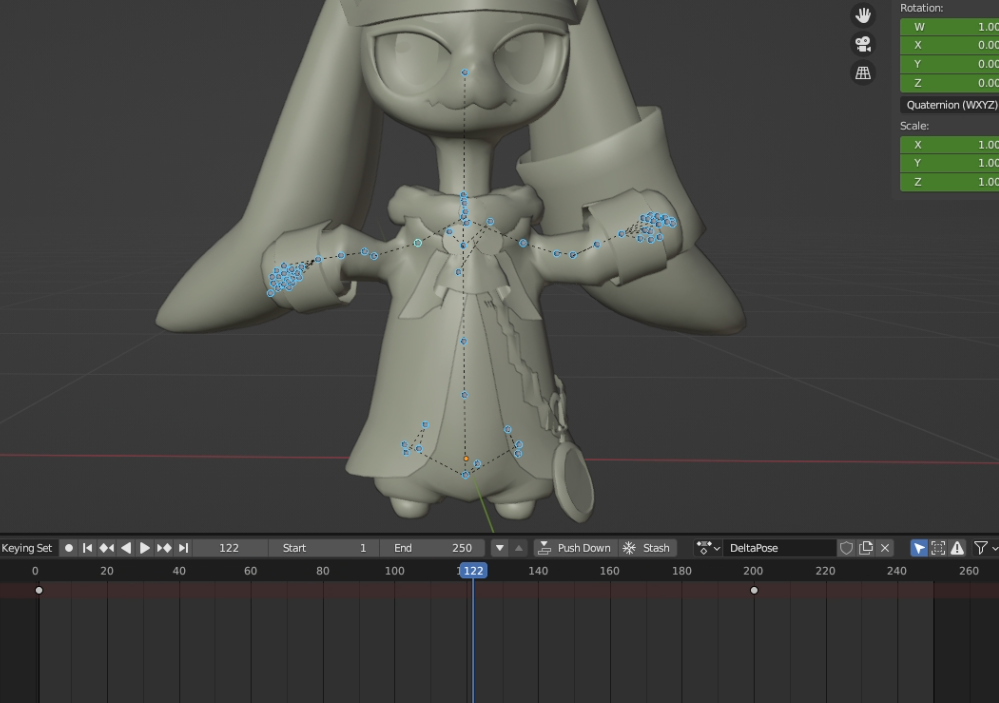 Rotation:
W 1.00
X 0.00
Y 0.00
Z 0.00
Quaternion (WXYZ)
Scale:
X 1.00
Y 1.00
Z 1.00
Keying Set 122 Start 1 End 250 Push Down Stash DeltaPose
0 20 40 60 80 100 122 140 160 180 200 220 240 260